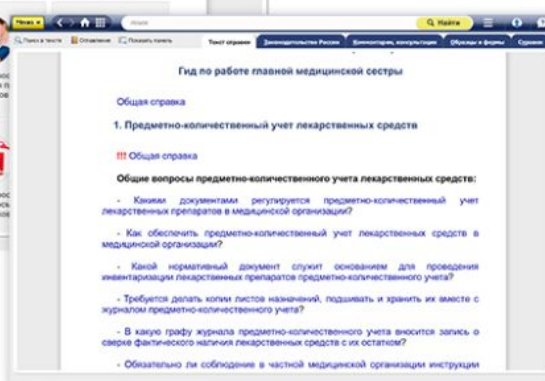 Меню
поиск
Найти
Поиск в тексте Оглавление Показать панель Текст справки Законодательство России Комментарии, консультации Образцы и формы Справки
Гид по работе главной медицинской сестры
Общая справка
1. Предметно-количественный учет лекарственных средств
!!! Общая справка
Общие вопросы предметно-количественного учета лекарственных средств:
- Какими документами регулируется предметно-количественный учет
лекарственных препаратов в медицинской организации?
- Как обеспечить предметно-количественный учет лекарственных средств в
медицинской организации?
- Какой нормативный документ служит основанием для проведения
инвентаризации лекарственных препаратов предметно-количественного учета?
- Требуется делать копии листов назначений, подшивать и хранить их вместе с
журналом предметно-количественного учета?
- В какую графу журнала предметно-количественного учета вносится запись о
сверке фактического наличия лекарственных средств с их остатком?
- Обязательно ли соблюдение в частной медицинской организации инструкции